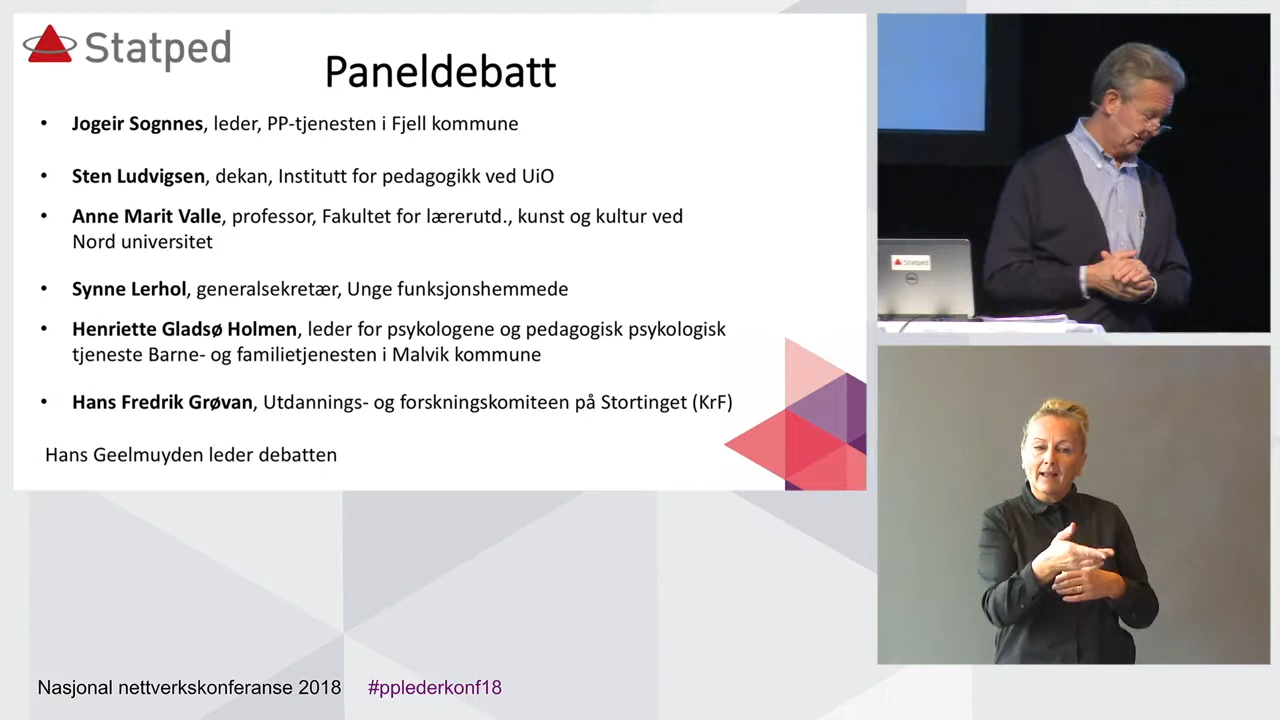 Statped
Paneldebatt
• Jogeir Sognnes, leder, PP-tjenesten i Fjell kommune
• Sten Ludvigsen, dekan, Institutt for pedagogikk ved UiO
• Anne Marit Valle, professor, Fakultet for lærerutd., kunst og kultur ved
Nord universitet
• Synne Lerhol, generalsekretær, Unge funksjonshemmede
• Henriette Gladsø Holmen, leder for psykologene og pedagogisk psykologisk
tjeneste Barne- og familietjenesten i Malvik kommune
• Hans Fredrik Grøvan, Utdannings- og forskningskomiteen på Stortinget (KrF)
Hans Geelmuyden leder debatten
Statped
DELL
Nasjonal nettverkskonferanse 2018 #pplederkonf18